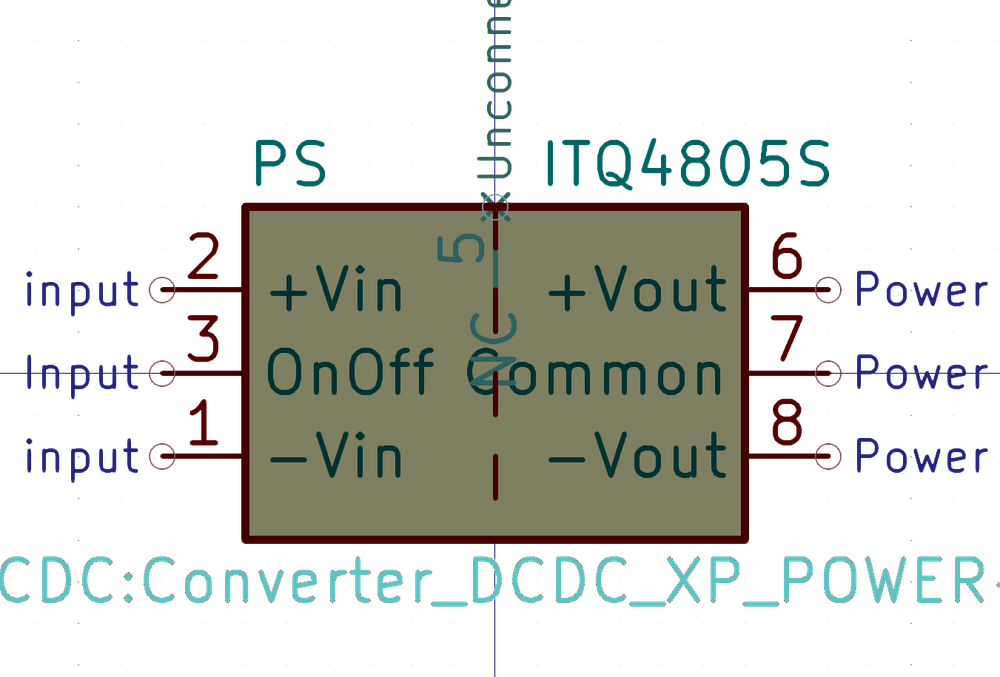 Unconne
PS ITQ4805S
5
input 2 +Vin +Vout 6 Power
NC
Input 3 OnOff Common 7 Power
input 1 -Vin -Vout 8 Power
CDC:Converter_DCDC_XP_POWER-